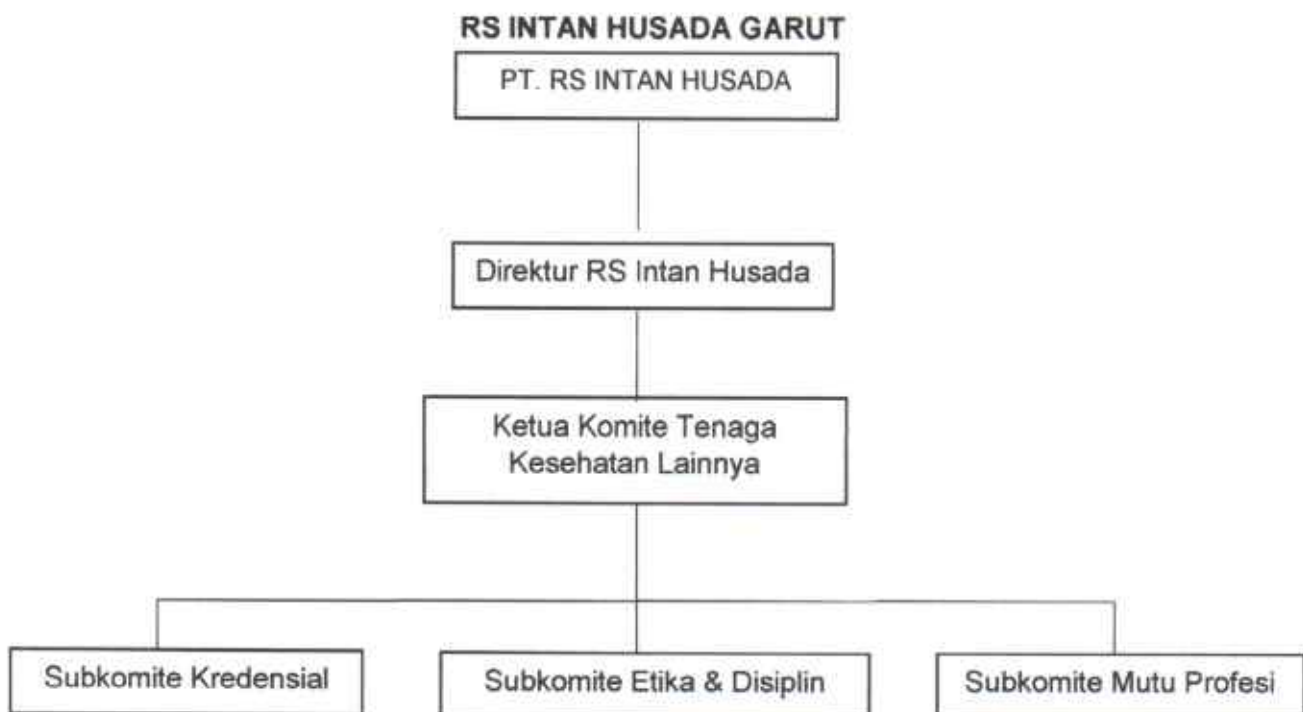 RS INTAN HUSADA GARUT
PT. RS INTAN HUSADA
Direktur RS Intan Husada
Ketua Komite Tenaga
Kesehatan Lainnya
Subkomite Kredensial
Subkomite Etika & Disiplin
Subkomite Mutu Profesi